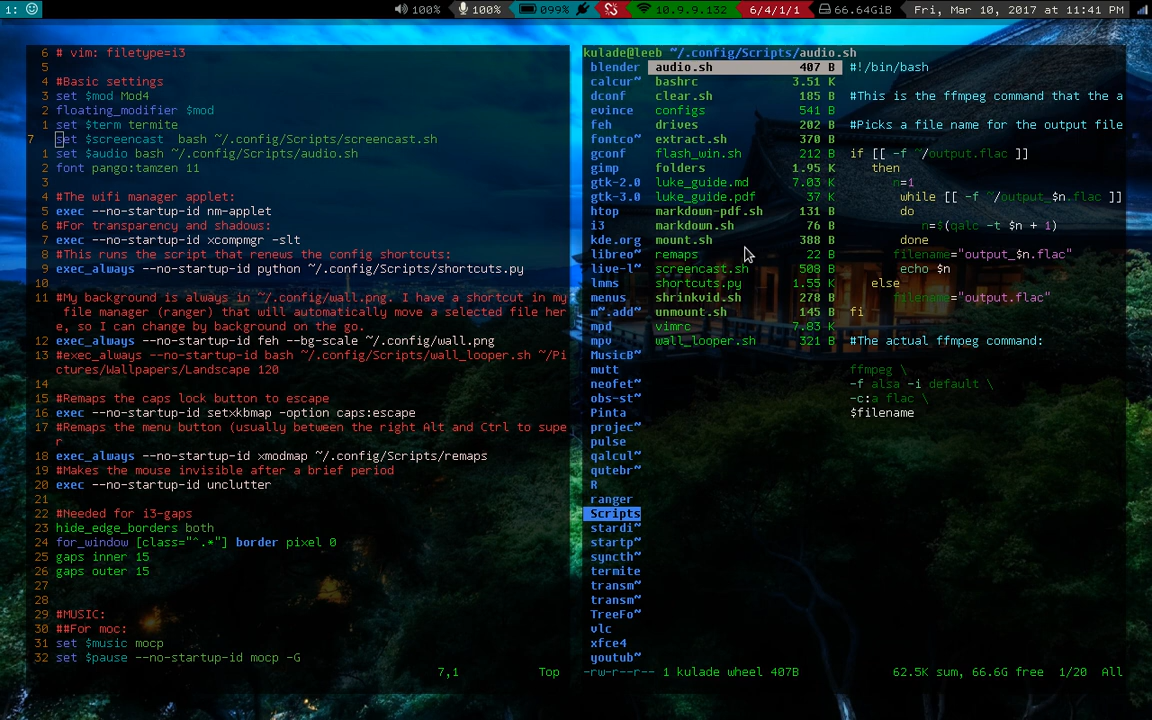 1:
100% 100% 099% 10.9.9.132 6/4/1/1 66.64GiB Fri, Mar 10, 2017 at 11:41 PM
6 # vim: filetype=i3
5
4 #Basic settings
3 set $mod Mod4
2 floating_modifier $mod
1 set $term termite
7 set $screencast  bash ~/.config/Scripts/screencast.sh
1 set $audio bash ~/.config/Scripts/audio.sh
2 font pango:tamzen 11
3
4 #The wifi manager applet:
5 exec --no-startup-id nm-applet
6 #For transparency and shadows:
7 exec --no-startup-id xcompmgr -slt
8 #This runs the script that renews the config shortcuts:
9 exec_always --no-startup-id python ~/.config/Scripts/shortcuts.py
10
11 #My background is always in ~/.config/wall.png. I have a shortcut in my
 file manager (ranger) that will automatically move a selected file her
e, so I can change by background on the go.
12 exec_always --no-startup-id feh --bg-scale ~/.config/wall.png
13 #exec_always --no-startup-id bash ~/.config/Scripts/wall_looper.sh ~/Pi
ctures/Wallpapers/Landscape 120
14
15 #Remaps the caps lock button to escape
16 exec --no-startup-id setxkbmap -option caps:escape
17 #Remaps the menu button (usually between the right Alt and Ctrl to supe
r
18 exec_always --no-startup-id xmodmap ~/.config/Scripts/remaps
19 #Makes the mouse invisible after a brief period
20 exec --no-startup-id unclutter
21
22 #Needed for i3-gaps
23 hide_edge_borders both
24 for_window [class="^.*"] border pixel 0
25 gaps inner 15
26 gaps outer 15
27
28
29 #MUSIC:
30 ##For moc:
31 set $music mocp
32 set $pause --no-startup-id mocp -G
7,1 Top
kulade@leeb ~/.config/Scripts/audio.sh
blender
calcur~
dconf
evince
feh
fontco~
gconf
gimp
gtk-2.0
gtk-3.0
htop
i3
kde.org
libreo~
live-l~
lmms
menus
m~.add~
mpd
mpv
MusicB~
mutt
neofet~
obs-st~
Pinta
projec~
pulse
qalcul~
qutebr~
R
ranger
Scripts
stardi~
startp~
syncth~
termite
transm~
transm~
TreeFo~
vlc
xfce4
youtub~
audio.sh 407 B
bashrc 3.51 K
clear.sh 185 B
configs 541 B
drives 202 B
extract.sh 370 B
flash_win.sh 212 B
folders 1.95 K
luke_guide.md 7.03 K
luke_guide.pdf 37 K
markdown-pdf.sh 131 B
markdown.sh 76 B
mount.sh 388 B
remaps 22 B
screencast.sh 508 B
shortcuts.py 1.55 K
shrinkvid.sh 278 B
unmount.sh 145 B
vimrc 7.83 K
wall_looper.sh 321 B
#!/bin/bash
#This is the ffmpeg command that the a
#Picks a file name for the output file
if [[ -f ~/output.flac ]]
then
n=1
while [[ -f ~/output_$n.flac ]]
do
n=$(qalc -t $n + 1)
done
filename="output_$n.flac"
echo $n
else
filename="output.flac"
fi
#The actual ffmpeg command:
ffmpeg \
-f alsa -i default \
-c:a flac \
$filename
-rw-r--r-- 1 kulade wheel 407B 62.5K sum, 66.6G free 1/20 All